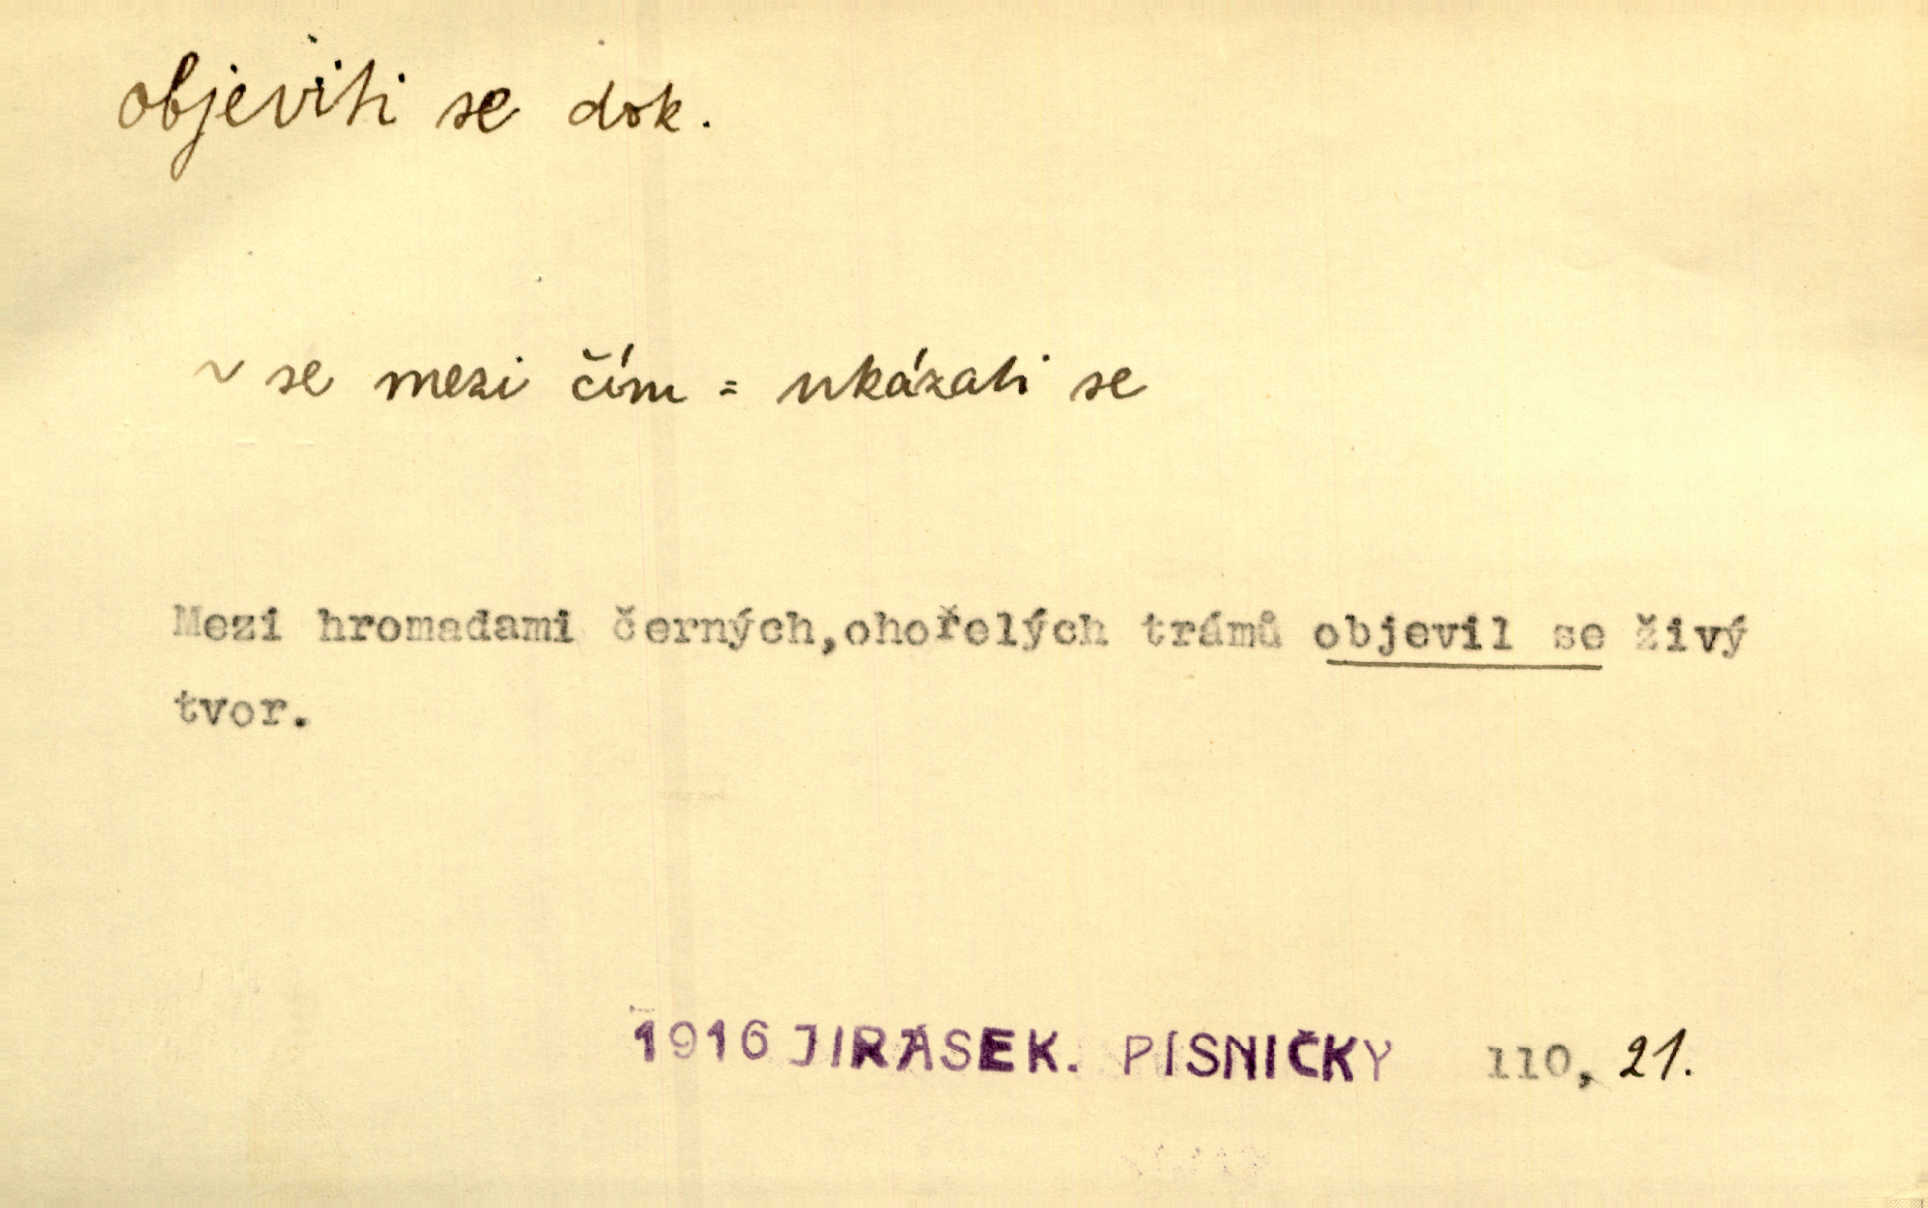 objeviti se dok.
~ se mezi čím = ukázati se
Mezi hromadami černých,ohořelých trámů objevil se živý
tvor.
1916 JIRÁSEK. PÍSNIČKY 110, 21.